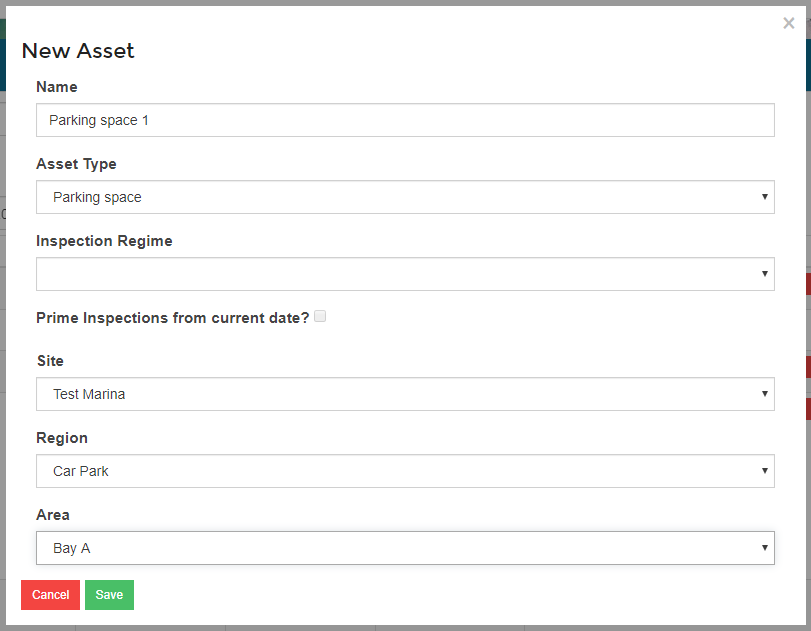 ×
New Asset
Name
Parking space 1
Asset Type
Parking space
Inspection Regime
Prime Inspections from current date?
Site
Test Marina
Region
Car Park
Area
Bay A
Cancel Save